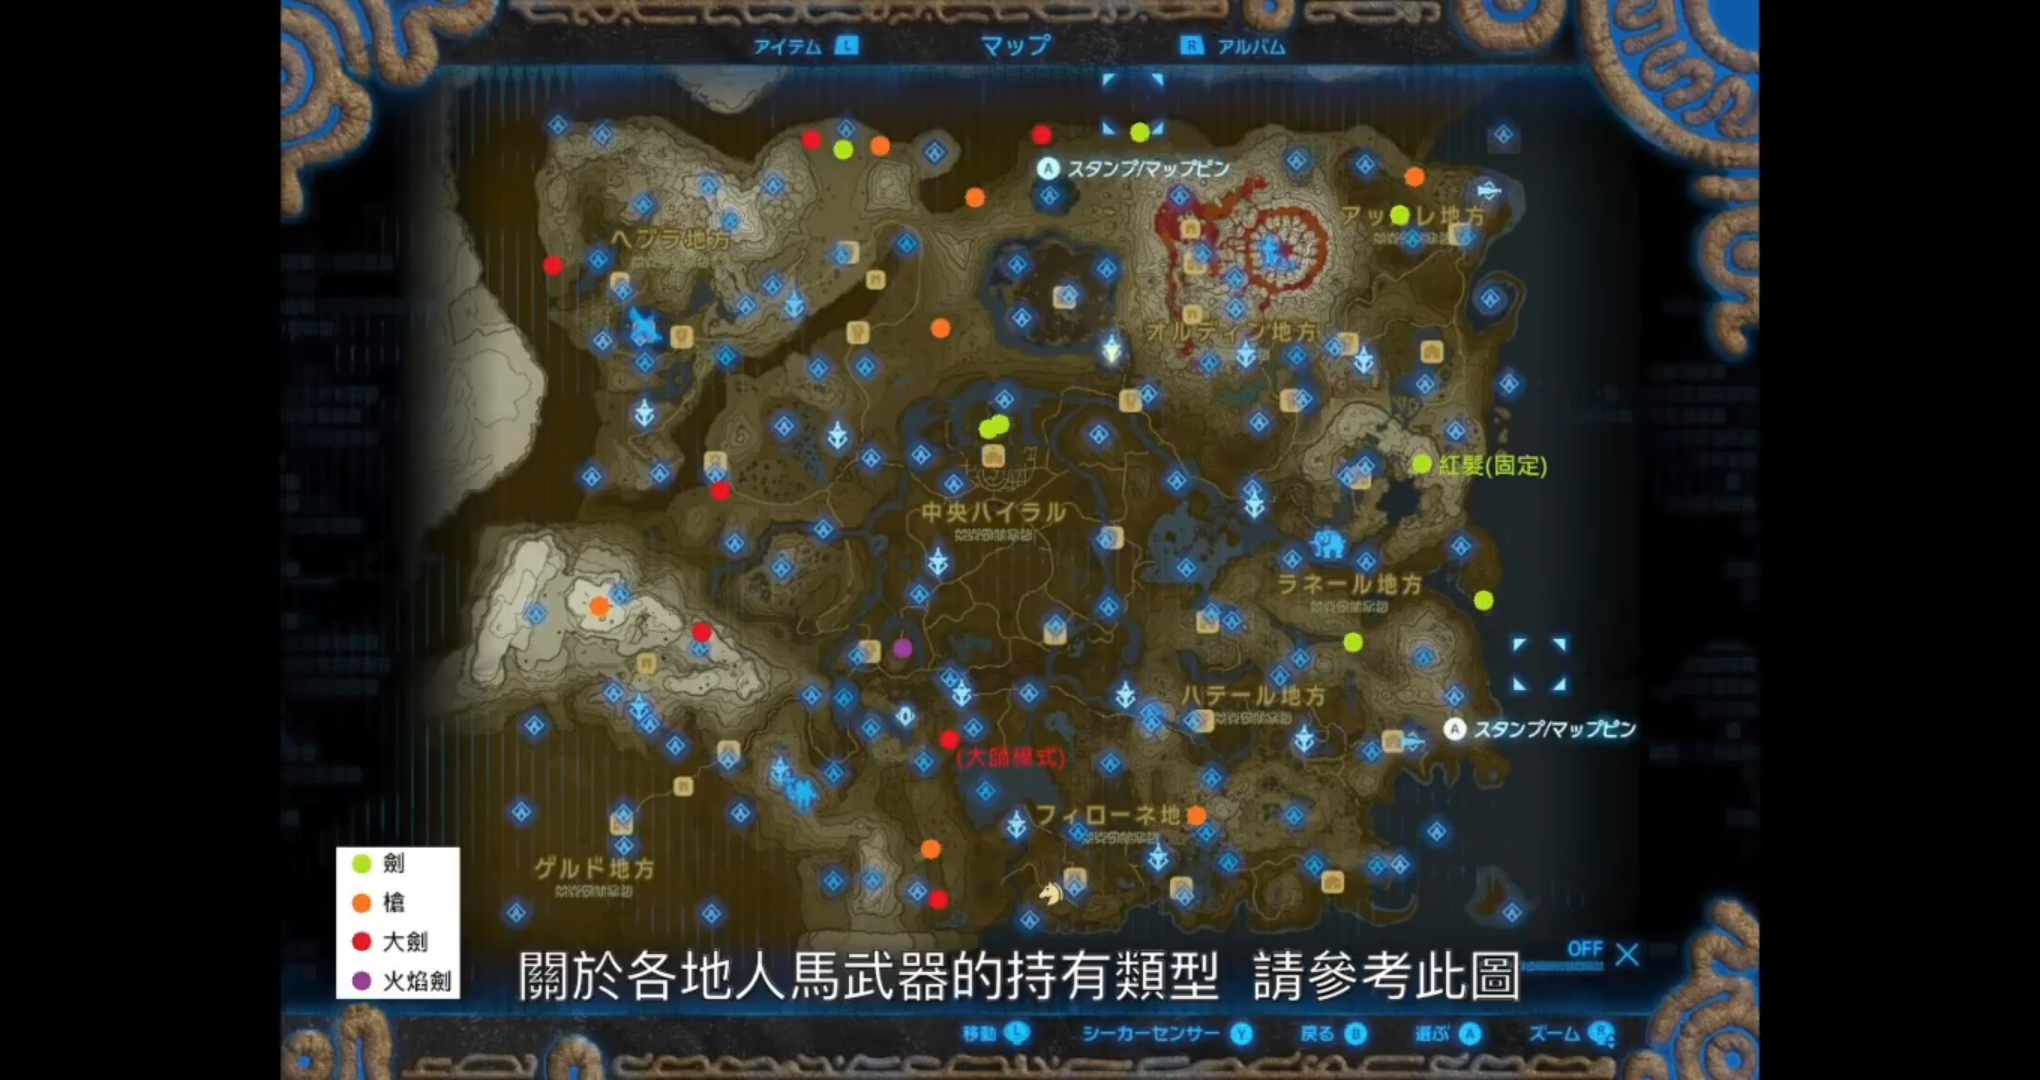 アイテム L マップ R アルバム
A スタンプ/マップピン
ヘブラ地方
アッカレ地方
オルディン地方
紅髮(固定)
中央ハイラル
ラネール地方
ハテール地方
A スタンプ/マップピン
(大師模式)
フィローネ地
ゲルド地方
劍
槍
大劍
火焰劍
OFF
關於各地人馬武器的持有類型 請參考此圖
移動 L シーカーセンサー Y 戻る B 選ぶ A ズーム R